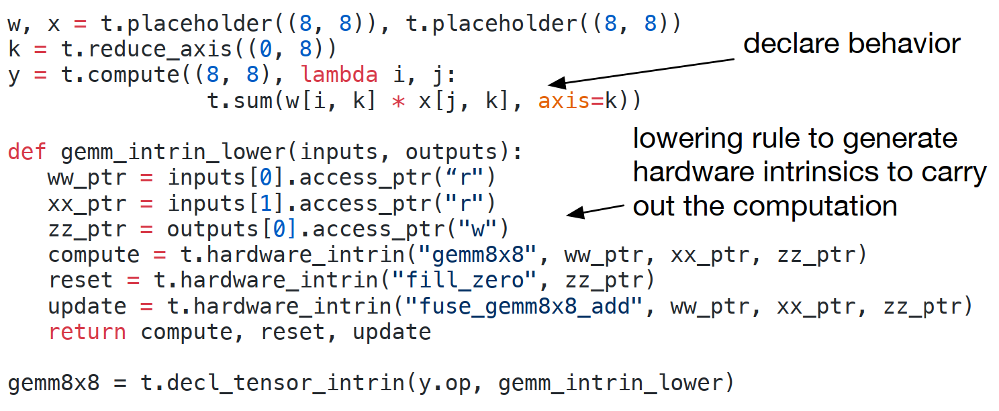 w, x = t.placeholder((8, 8)), t.placeholder((8, 8))
k = t.reduce_axis((0, 8))
y = t.compute((8, 8), lambda i, j:
               t.sum(w[i, k] * x[j, k], axis=k))
declare behavior
def gemm_intrin_lower(inputs, outputs):
   ww_ptr = inputs[0].access_ptr(“r")
   xx_ptr = inputs[1].access_ptr("r")
   zz_ptr = outputs[0].access_ptr("w")
   compute = t.hardware_intrin("gemm8x8", ww_ptr, xx_ptr, zz_ptr)
   reset = t.hardware_intrin("fill_zero", zz_ptr)
   update = t.hardware_intrin("fuse_gemm8x8_add", ww_ptr, xx_ptr, zz_ptr)
   return compute, reset, update
lowering rule to generate
hardware intrinsics to carry
out the computation
gemm8x8 = t.decl_tensor_intrin(y.op, gemm_intrin_lower)